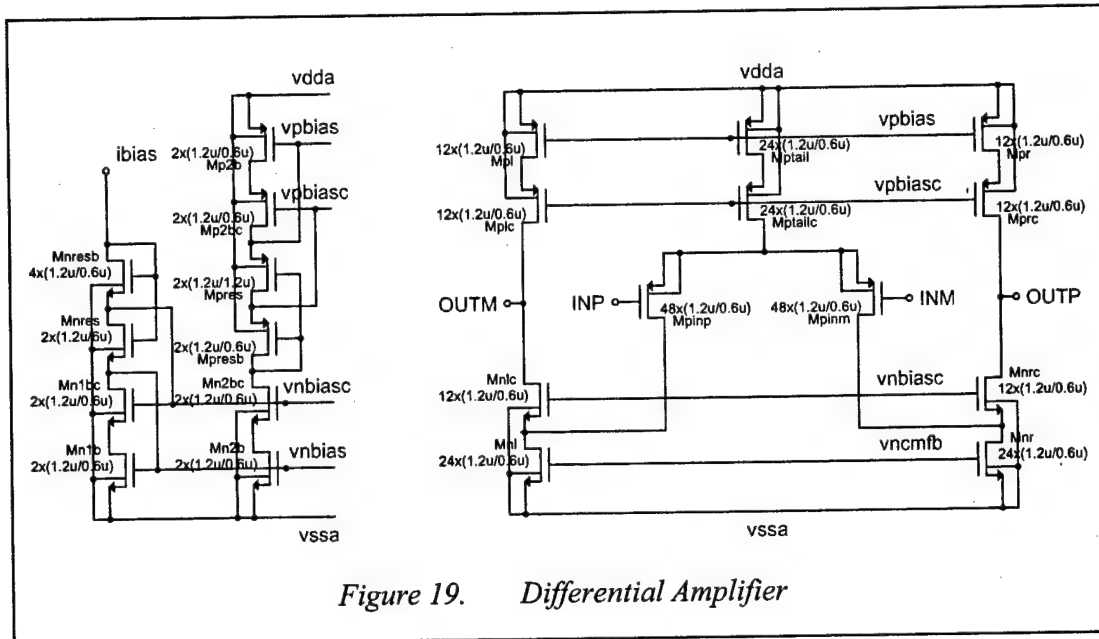 vdda
vpbias
2x(1.2u/0.6u)
Mp2b
ibias
vpbiasc
2x(1.2u/0.6u)
Mp2bc
Mnresb
4x(1.2u/0.6u)
2x(1.2u/1.2u)
Mpres
Mnres
2x(1.2u/6u)
2x(1.2u/0.6u)
Mpresb
Mn1bc
2x(1.2u/0.6u)
Mn2bc
2x(1.2u/0.6u)
vnbiasc
Mn1b
2x(1.2u/0.6u)
Mn2b
2x(1.2u/0.6u)
vnbias
vssa
vdda
12x(1.2u/0.6u)
Mpl
24x(1.2u/0.6u)
Mptail
vpbias
12x(1.2u/0.6u)
Mpr
12x(1.2u/0.6u)
Mplc
24x(1.2u/0.6u)
Mptailc
vpbiasc
12x(1.2u/0.6u)
Mprc
OUTM
INP
48x(1.2u/0.6u)
Mpinp
48x(1.2u/0.6u)
Mpinm
INM
OUTP
Mnlc
12x(1.2u/0.6u)
vnbiasc
Mnrc
12x(1.2u/0.6u)
Mnl
24x(1.2u/0.6u)
vncmfb
Mnr
24x(1.2u/0.6u)
vssa
Figure 19. Differential Amplifier